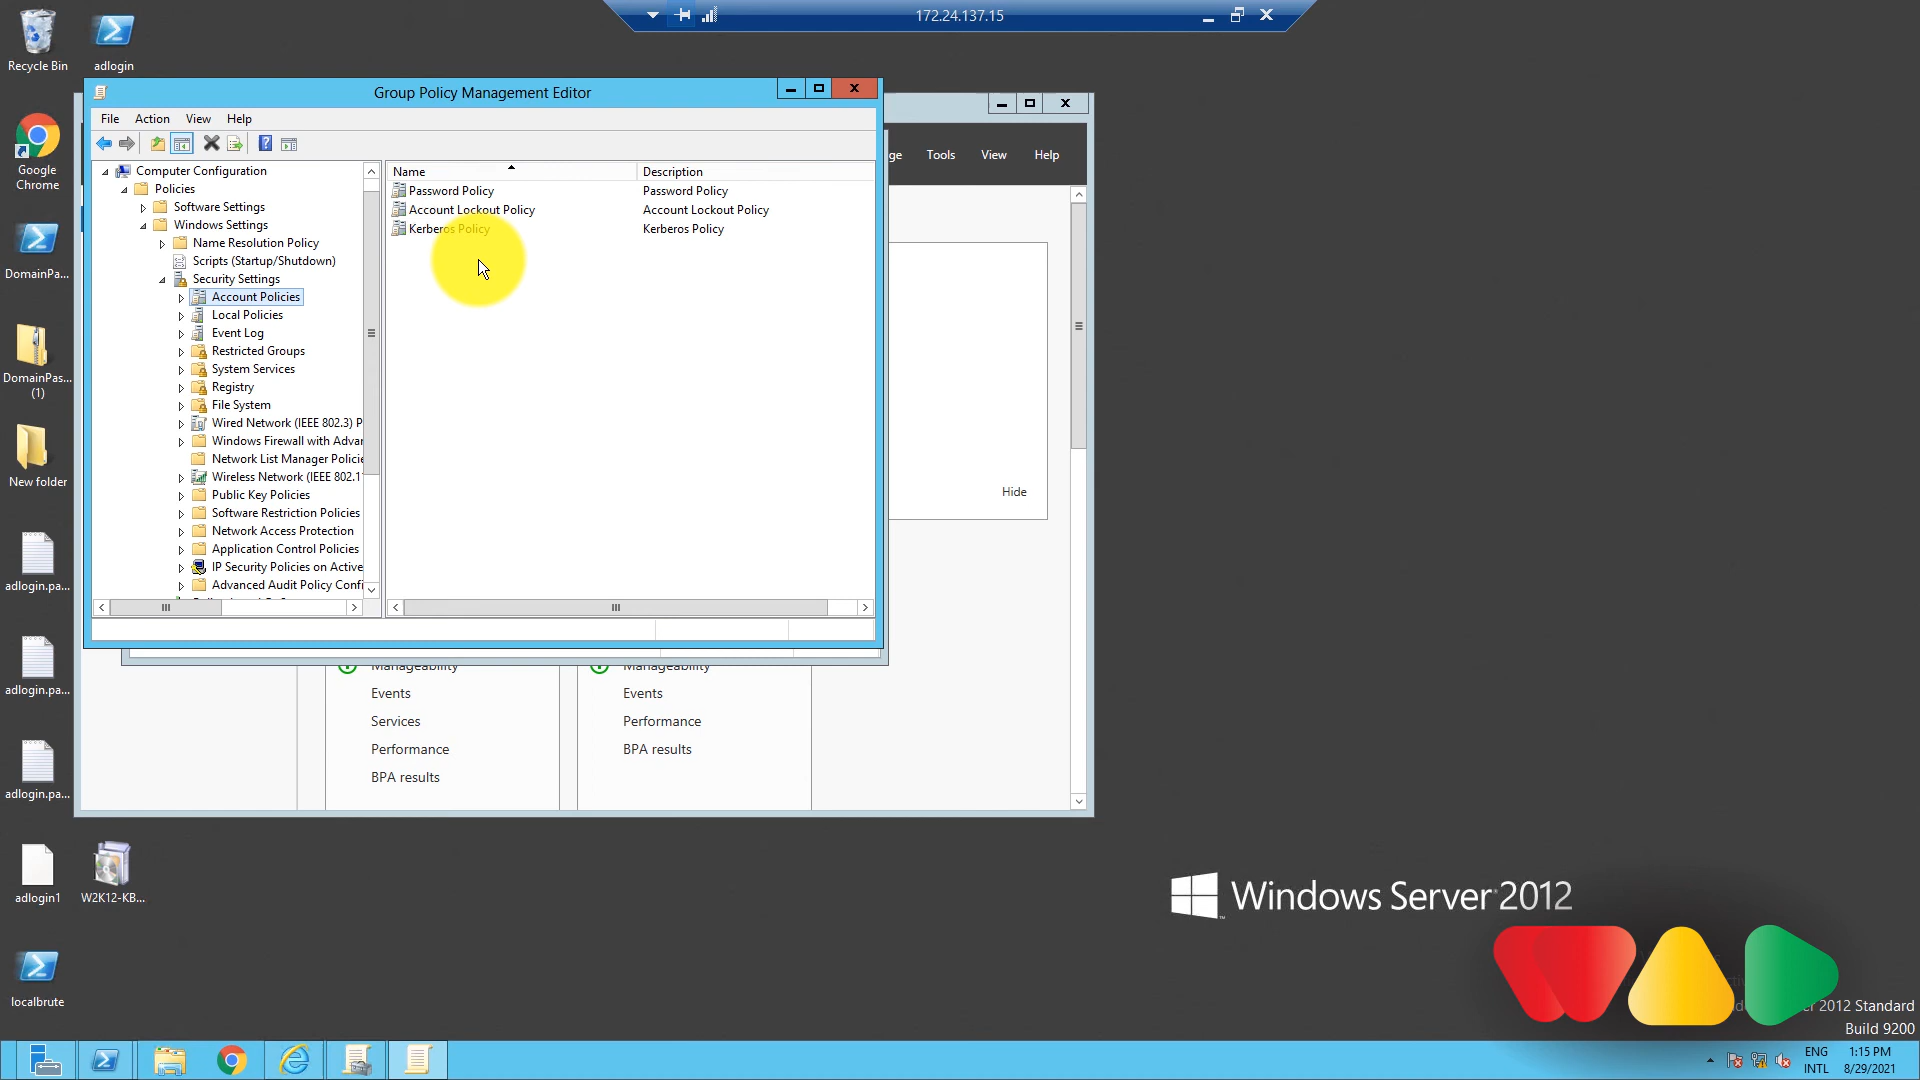 172.24.137.15
Recycle Bin
adlogin
Google
Chrome
DomainPa...
DomainPas...
(1)
New folder
adlogin.pa...
adlogin.pa...
adlogin.pa...
adlogin1
W2K12-KB...
localbrute
Group Policy Management Editor
File Action View Help
Computer Configuration
Policies
Software Settings
Windows Settings
Name Resolution Policy
Scripts (Startup/Shutdown)
Security Settings
Account Policies
Local Policies
Event Log
Restricted Groups
System Services
Registry
File System
Wired Network (IEEE 802.3) P
Windows Firewall with Advan
Network List Manager Policie
Wireless Network (IEEE 802.1
Public Key Policies
Software Restriction Policies
Network Access Protection
Application Control Policies
IP Security Policies on Active
Advanced Audit Policy Confi
Name Description
Password Policy Password Policy
Account Lockout Policy Account Lockout Policy
Kerberos Policy Kerberos Policy
ge Tools View Help
Hide
Manageability
Events
Services
Performance
BPA results
Manageability
Events
Performance
BPA results
Windows Server 2012
2012 Standard
Build 9200
ENG
INTL
1:15 PM
8/29/2021